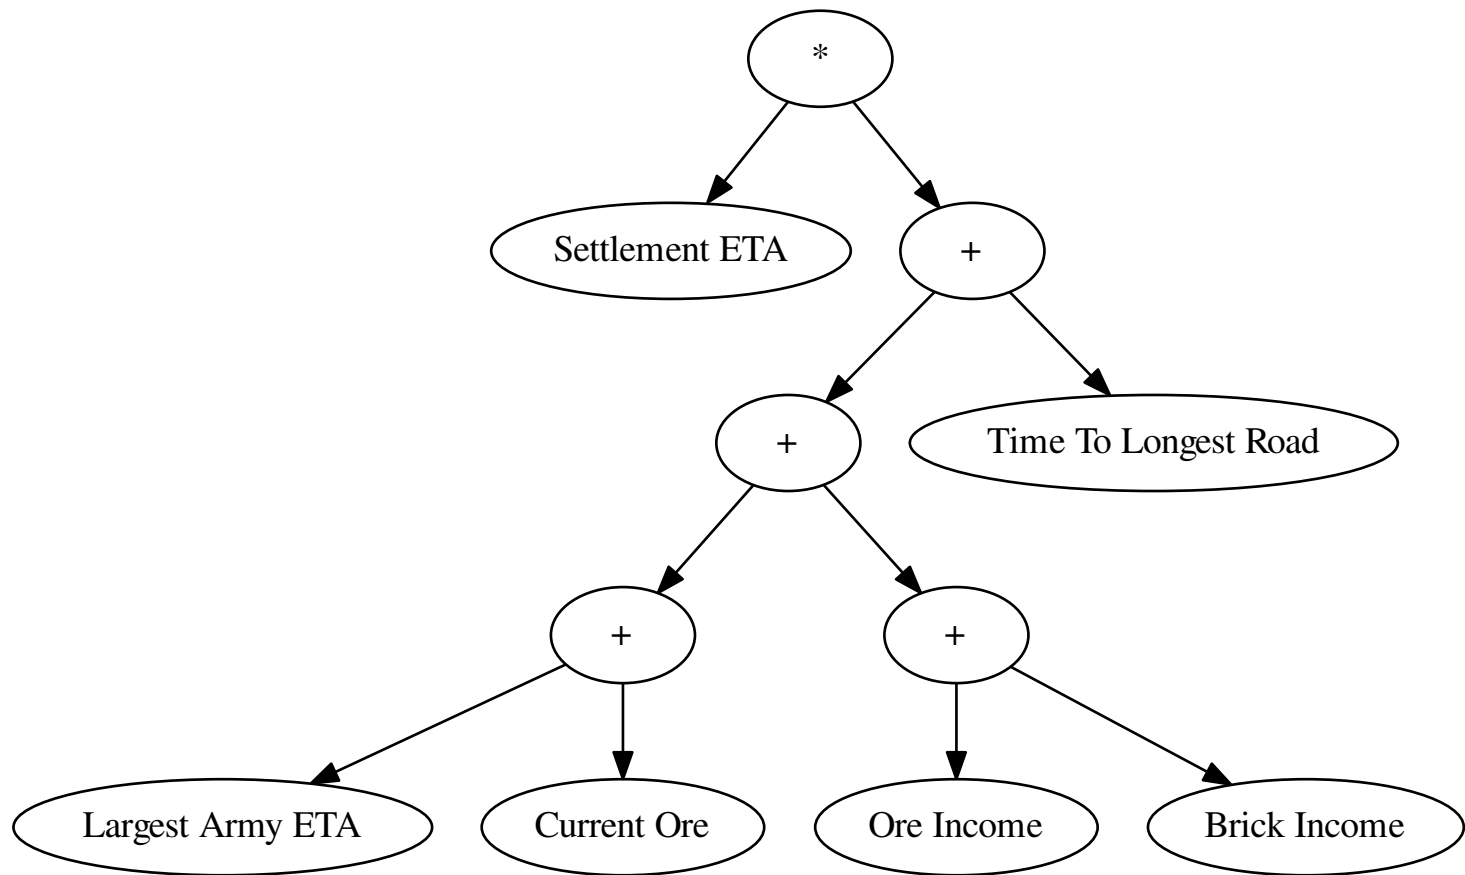 *
Settlement ETA
+
+
Time To Longest Road
+
+
Largest Army ETA
Current Ore
Ore Income
Brick Income